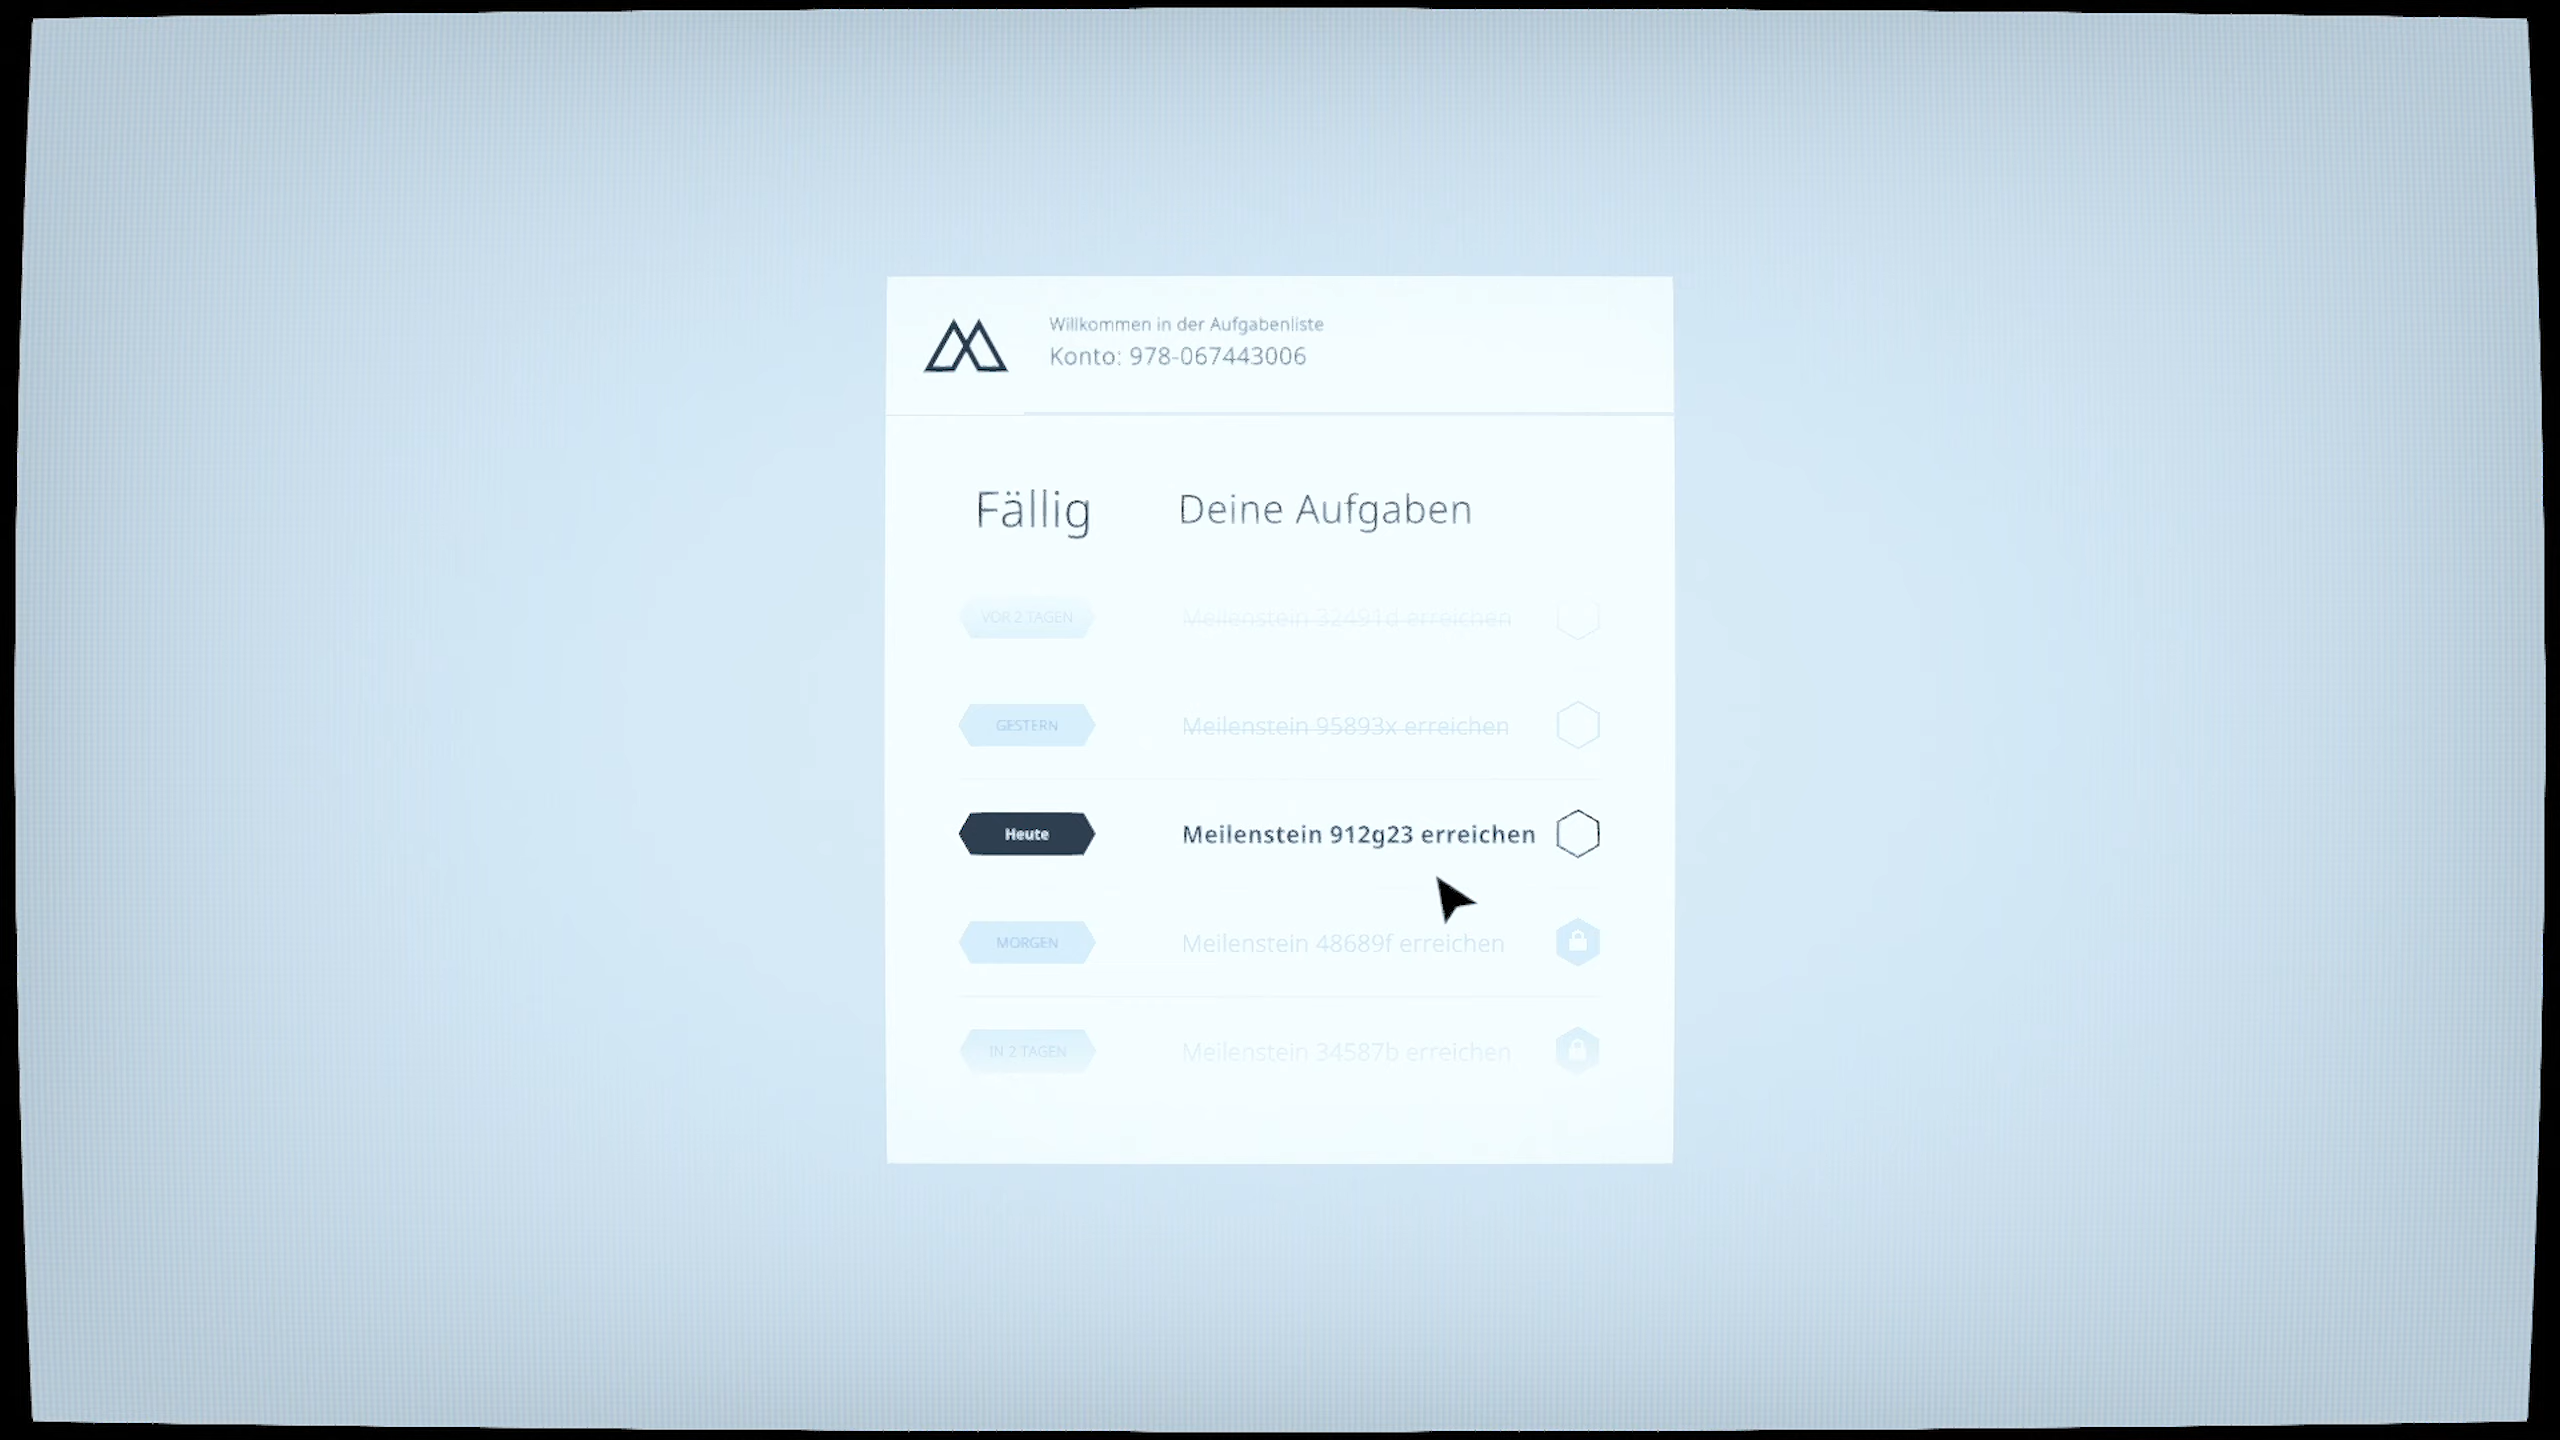 Willkommen in der Aufgabenliste
Konto: 978-067443006
Fällig Deine Aufgaben
VOR 2 TAGEN Meilenstein 32491d erreichen
GESTERN Meilenstein 95893x erreichen
Heute Meilenstein 912g23 erreichen
MORGEN Meilenstein 48689f erreichen
IN 2 TAGEN Meilenstein 34587b erreichen